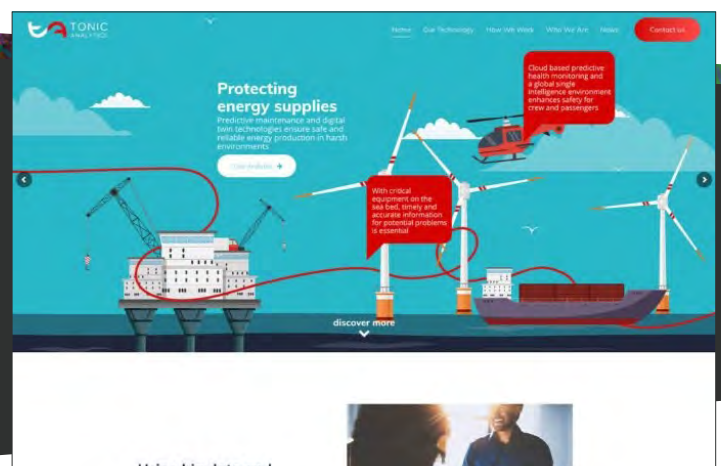 TONIC
ANALYTICS
Home Our Technology How We Work Who We Are News Contact us
Cloud based predictive
health monitoring and
a global single
intelligence environment
enhances safety for
crew and passengers
Protecting
energy supplies
Predictive maintenance and digital
twin technologies ensure safe and
reliable energy production in harsh
environments
With critical
equipment on the
sea bed, timely and
accurate information
for potential problems
is essential
discover more